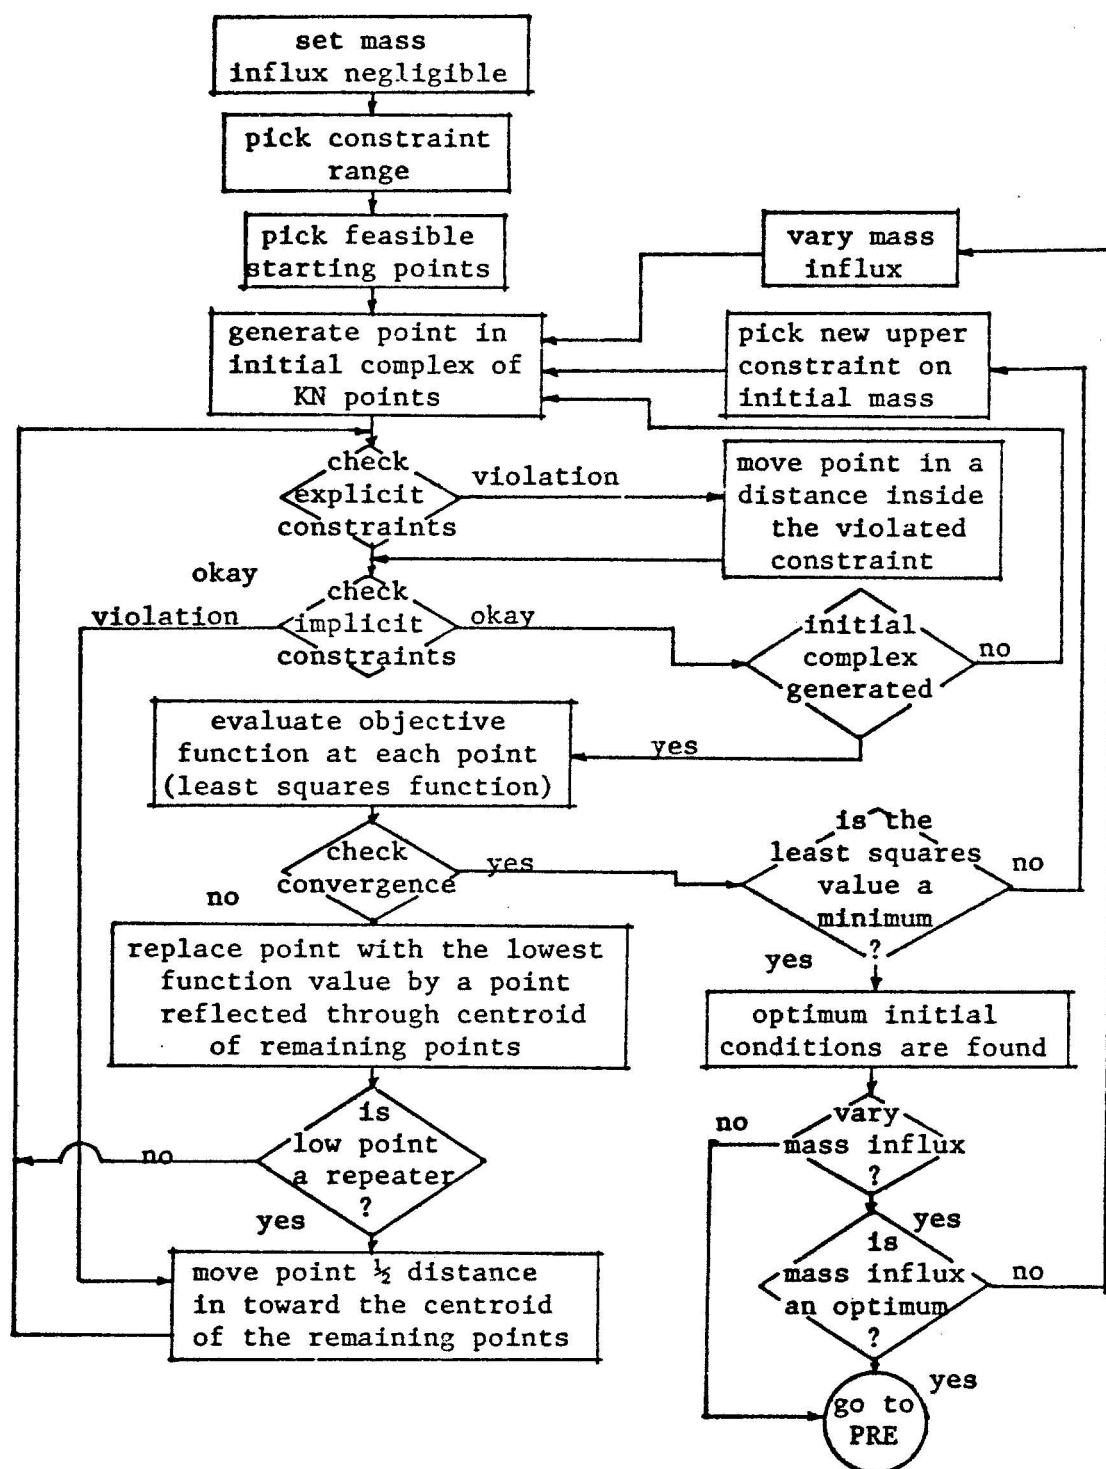 set mass
influx negligible
pick constraint
range
pick feasible
starting points
vary mass
influx
generate point in
initial complex of
KN points
pick new upper
constraint on
initial mass
check
explicit
constraints
violation
move point in a
distance inside
the violated
constraint
okay
check
implicit
constraints
violation
okay
initial
complex
generated
no
yes
evaluate objective
function at each point
(least squares function)
check
convergence
yes
no
is the
least squares
value a
minimum
?
no
yes
replace point with the lowest
function value by a point
reflected through centroid
of remaining points
optimum initial
conditions are found
is
low point
a repeater
?
no
yes
vary
mass influx
?
no
yes
move point ½ distance
in toward the centroid
of the remaining points
is
mass influx
an optimum
?
no
yes
go to
PRE